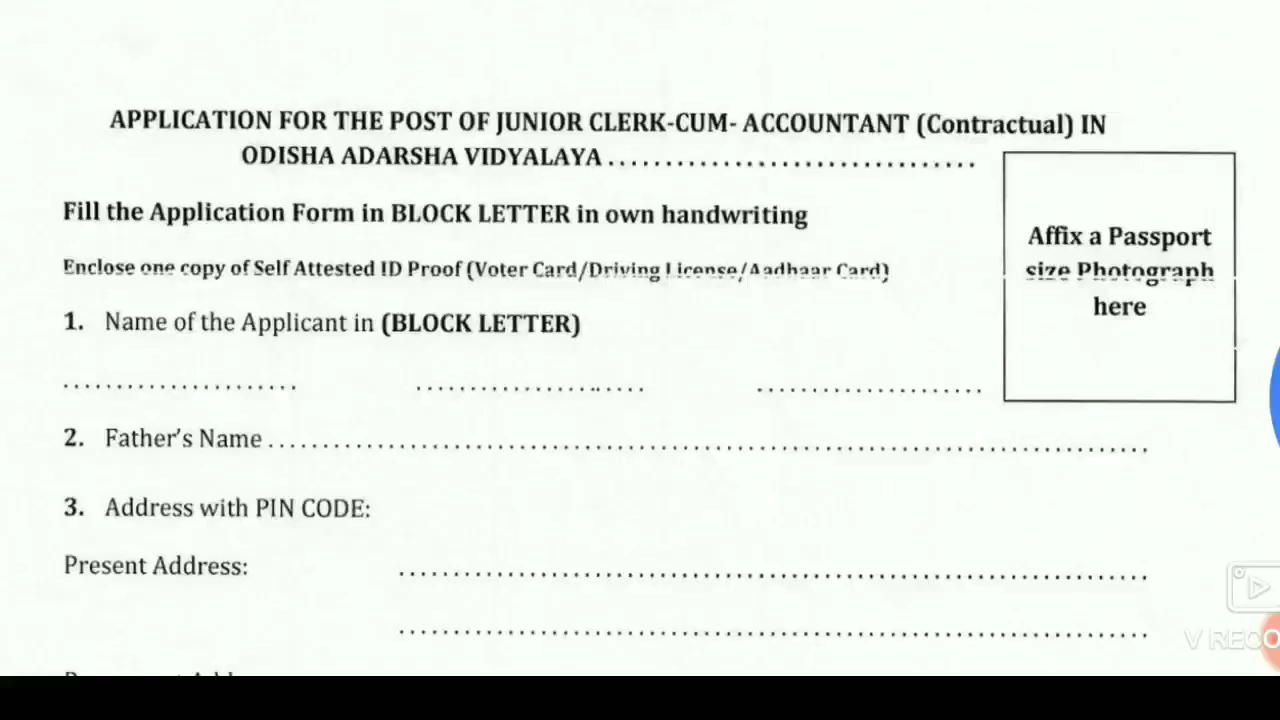 APPLICATION FOR THE POST OF JUNIOR CLERK-CUM- ACCOUNTANT (Contractual) IN
ODISHA ADARSHA VIDYALAYA ...............................
Fill the Application Form in BLOCK LETTER in own handwriting
Enclose one copy of Self Attested ID Proof (Voter Card/Driving License/Aadhaar Card)
Affix a Passport
size Photograph
here
1. Name of the Applicant in (BLOCK LETTER)
...................... ...................... ......................
2. Father's Name ..................................................................
3. Address with PIN CODE:
Present Address: ........................................................
........................................................
V RECO